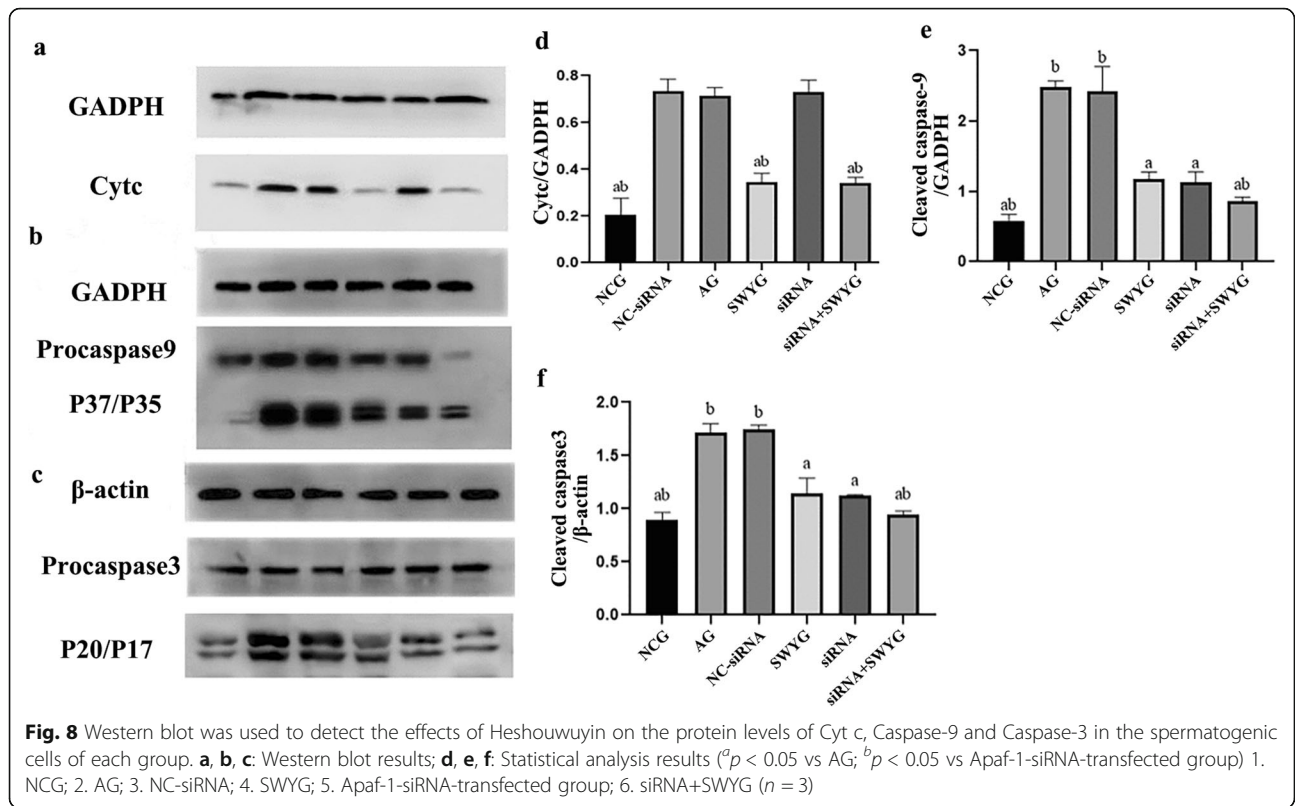 a
GADPH
Cytc
b
GADPH
Procaspase9
P37/P35
c
β-actin
Procaspase3
P20/P17
d
Cytc/GADPH
0.8
0.6
0.4
0.2
0.0
ab
ab
ab
NCG
NC-siRNA
AG
SWYG
siRNA
siRNA+SWYG
e
Cleaved caspase-9
/GADPH
3
2
1
0
ab
b
b
a
a
ab
NCG
AG
NC-siRNA
SWYG
siRNA
siRNA+SWYG
f
Cleaved caspase3
/β-actin
2.0
1.5
1.0
0.5
0.0
ab
b
b
a
a
ab
NCG
AG
NC-siRNA
SWYG
siRNA
siRNA+SWYG
Fig. 8 Western blot was used to detect the effects of Heshouwuyin on the protein levels of Cyt c, Caspase-9 and Caspase-3 in the spermatogenic
cells of each group. a, b, c: Western blot results; d, e, f: Statistical analysis results (ᵃp < 0.05 vs AG; ᵇp < 0.05 vs Apaf-1-siRNA-transfected group) 1.
NCG; 2. AG; 3. NC-siRNA; 4. SWYG; 5. Apaf-1-siRNA-transfected group; 6. siRNA+SWYG (n = 3)